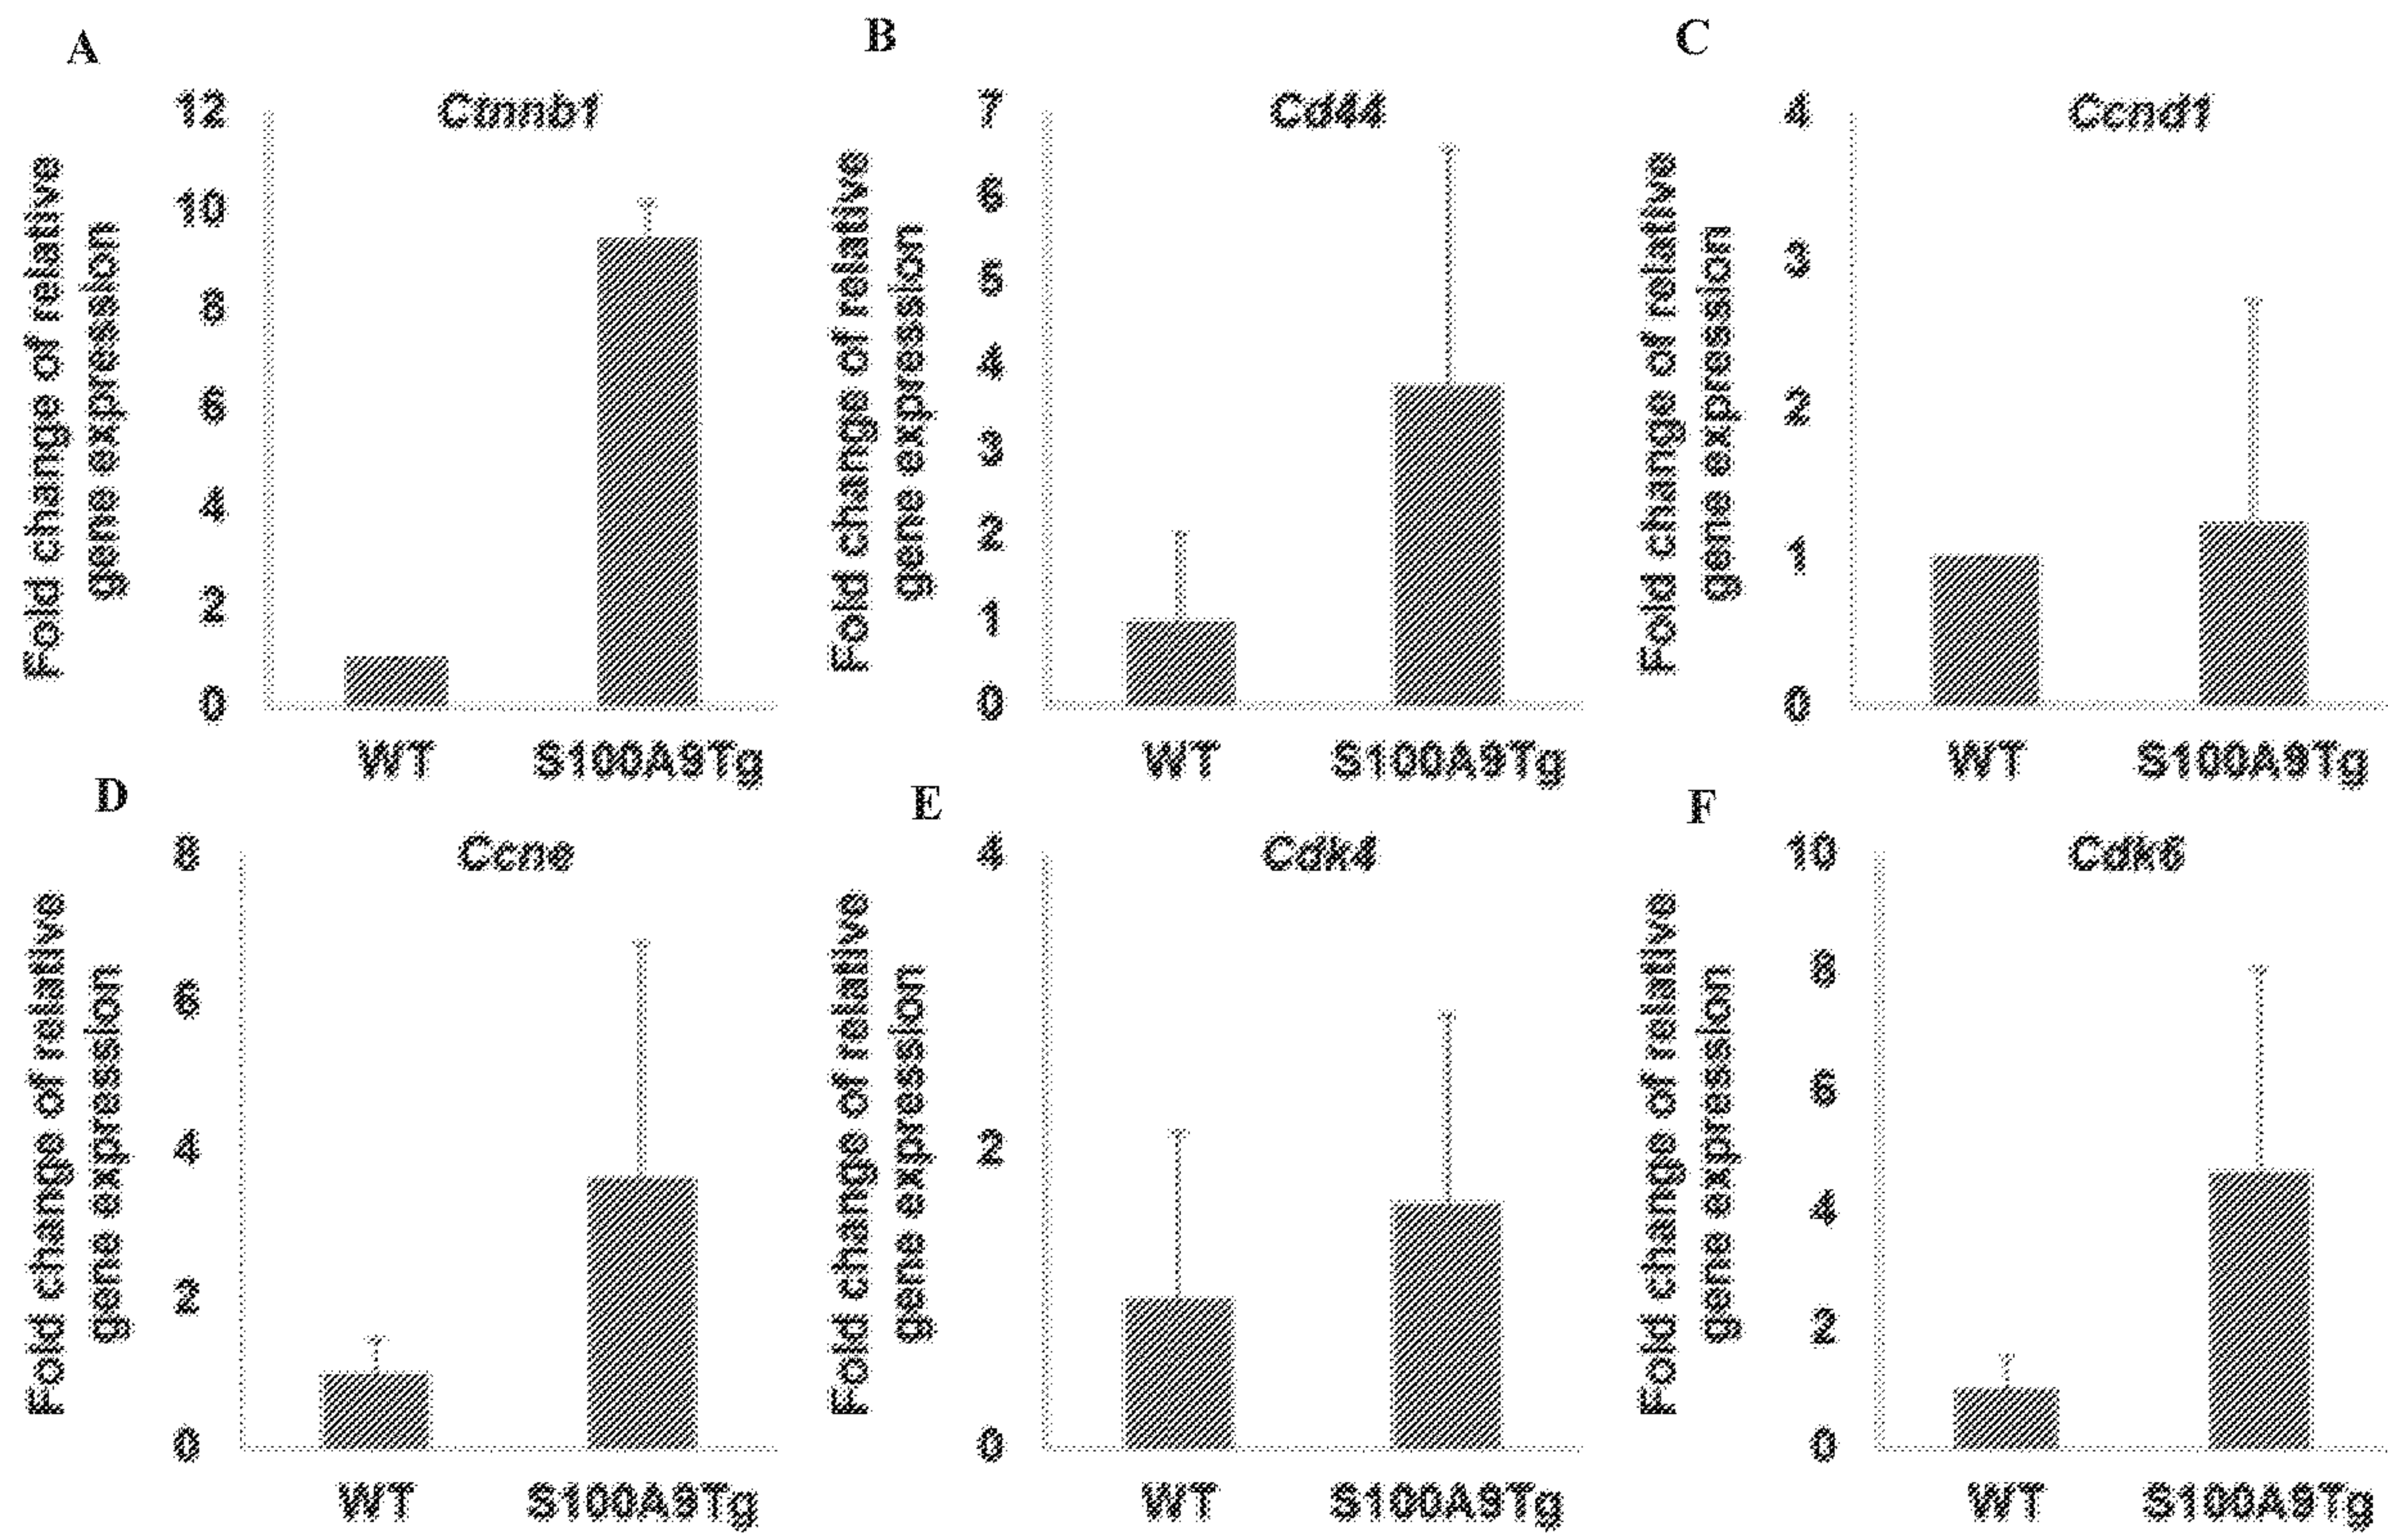 A
Ctnnb1
12
10
8
6
4
2
0
Fold change of relative
gene expression
WT S100A9Tg
B
Cd44
7
6
5
4
3
2
1
0
Fold change of relative
gene expression
WT S100A9Tg
C
Ccnd1
4
3
2
1
0
Fold change of relative
gene expression
WT S100A9Tg
D
Ccne
8
6
4
2
0
Fold change of relative
gene expression
WT S100A9Tg
E
Cdk4
4
2
0
Fold change of relative
gene expression
WT S100A9Tg
F
Cdk6
10
8
6
4
2
0
Fold change of relative
gene expression
WT S100A9Tg